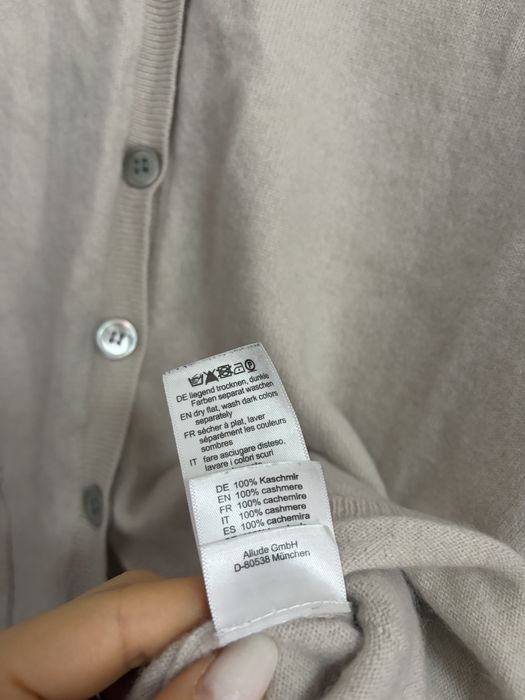 DE liegend trocknen, dunkle
Farben separat waschen
EN dry flat, wash dark colors
separately
FR sècher à plat, laver
séparément les couleurs
sombres
IT fare asciugare disteso.
lavare i colori scuri
DE 100% Kaschmir
EN 100% cashmere
FR 100% cachemire
IT 100% cashmere
ES 100% cachemira
Allude GmbH
D-80538 München